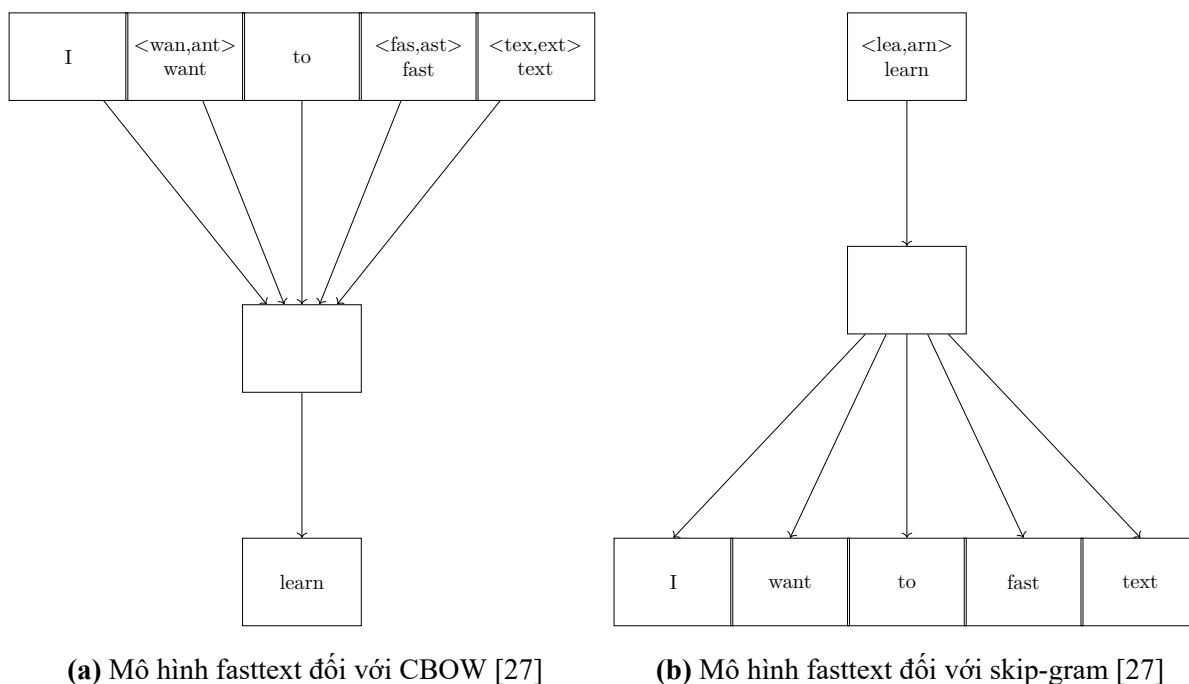 I
<wan,ant>
want
to
<fas,ast>
fast
<tex,ext>
text
learn
(a) Mô hình fasttext đối với CBOW [27]
<lea,arn>
learn
I
want
to
fast
text
(b) Mô hình fasttext đối với skip-gram [27]